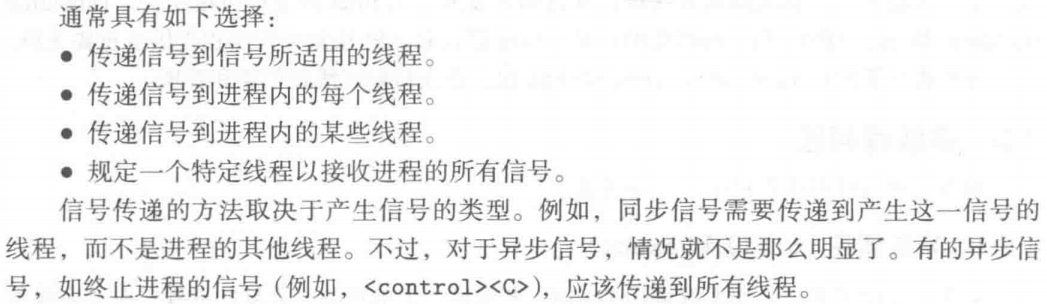 通常具有如下选择：
● 传递信号到信号所适用的线程。
● 传递信号到进程内的每个线程。
● 传递信号到进程内的某些线程。
● 规定一个特定线程以接收进程的所有信号。
信号传递的方法取决于产生信号的类型。例如，同步信号需要传递到产生这一信号的
线程，而不是进程的其他线程。不过，对于异步信号，情况就不是那么明显了。有的异步信
号，如终止进程的信号（例如，<control><C>），应该传递到所有线程。